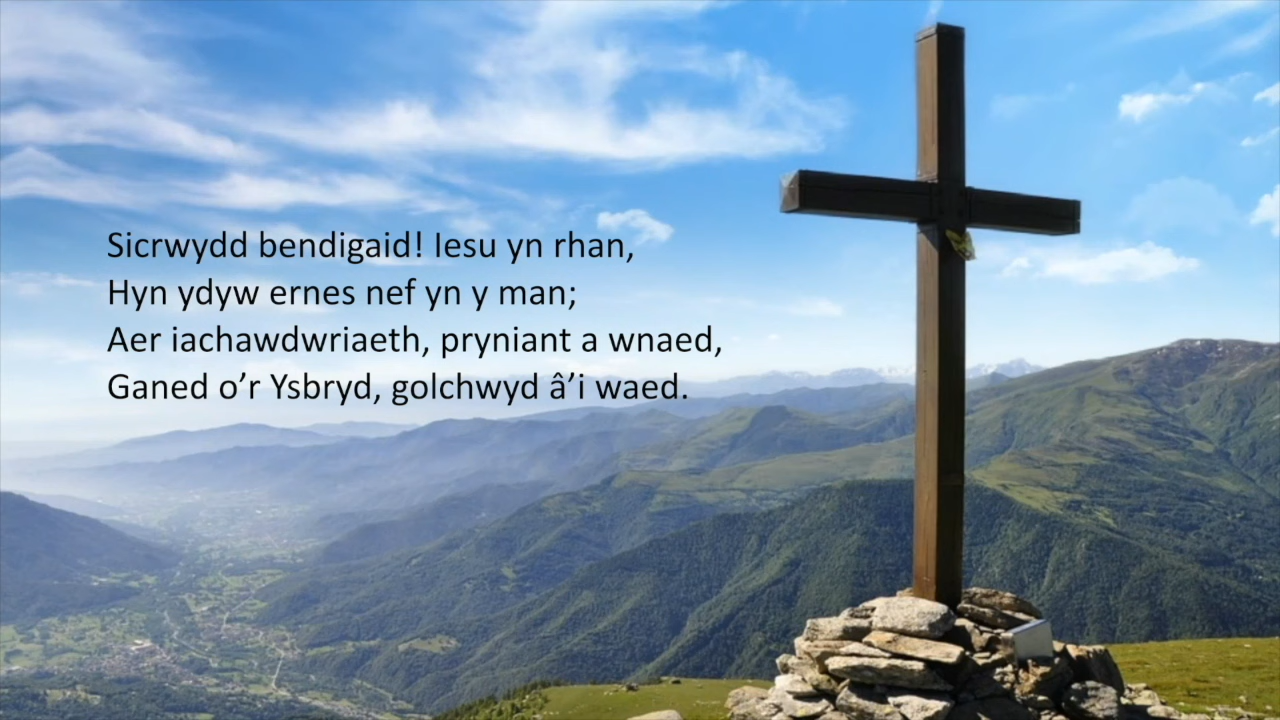 Sicrwydd bendigaid! Iesu yn rhan,
Hyn ydyw ernes nef yn y man;
Aer iachawdwriaeth, pryniant a wnaed,
Ganed o’r Ysbryd, golchwyd â’i waed.